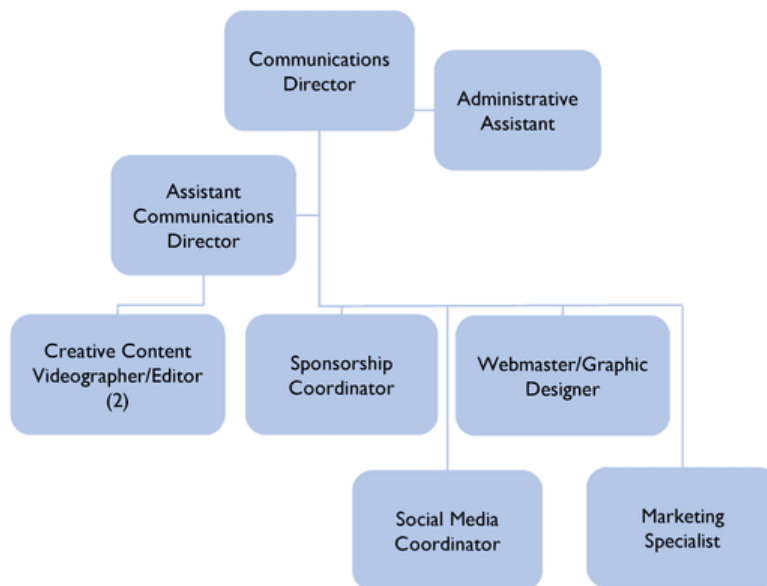 Communications
Director
Administrative
Assistant
Assistant
Communications
Director
Creative Content
Videographer/Editor
(2)
Sponsorship
Coordinator
Webmaster/Graphic
Designer
Social Media
Coordinator
Marketing
Specialist